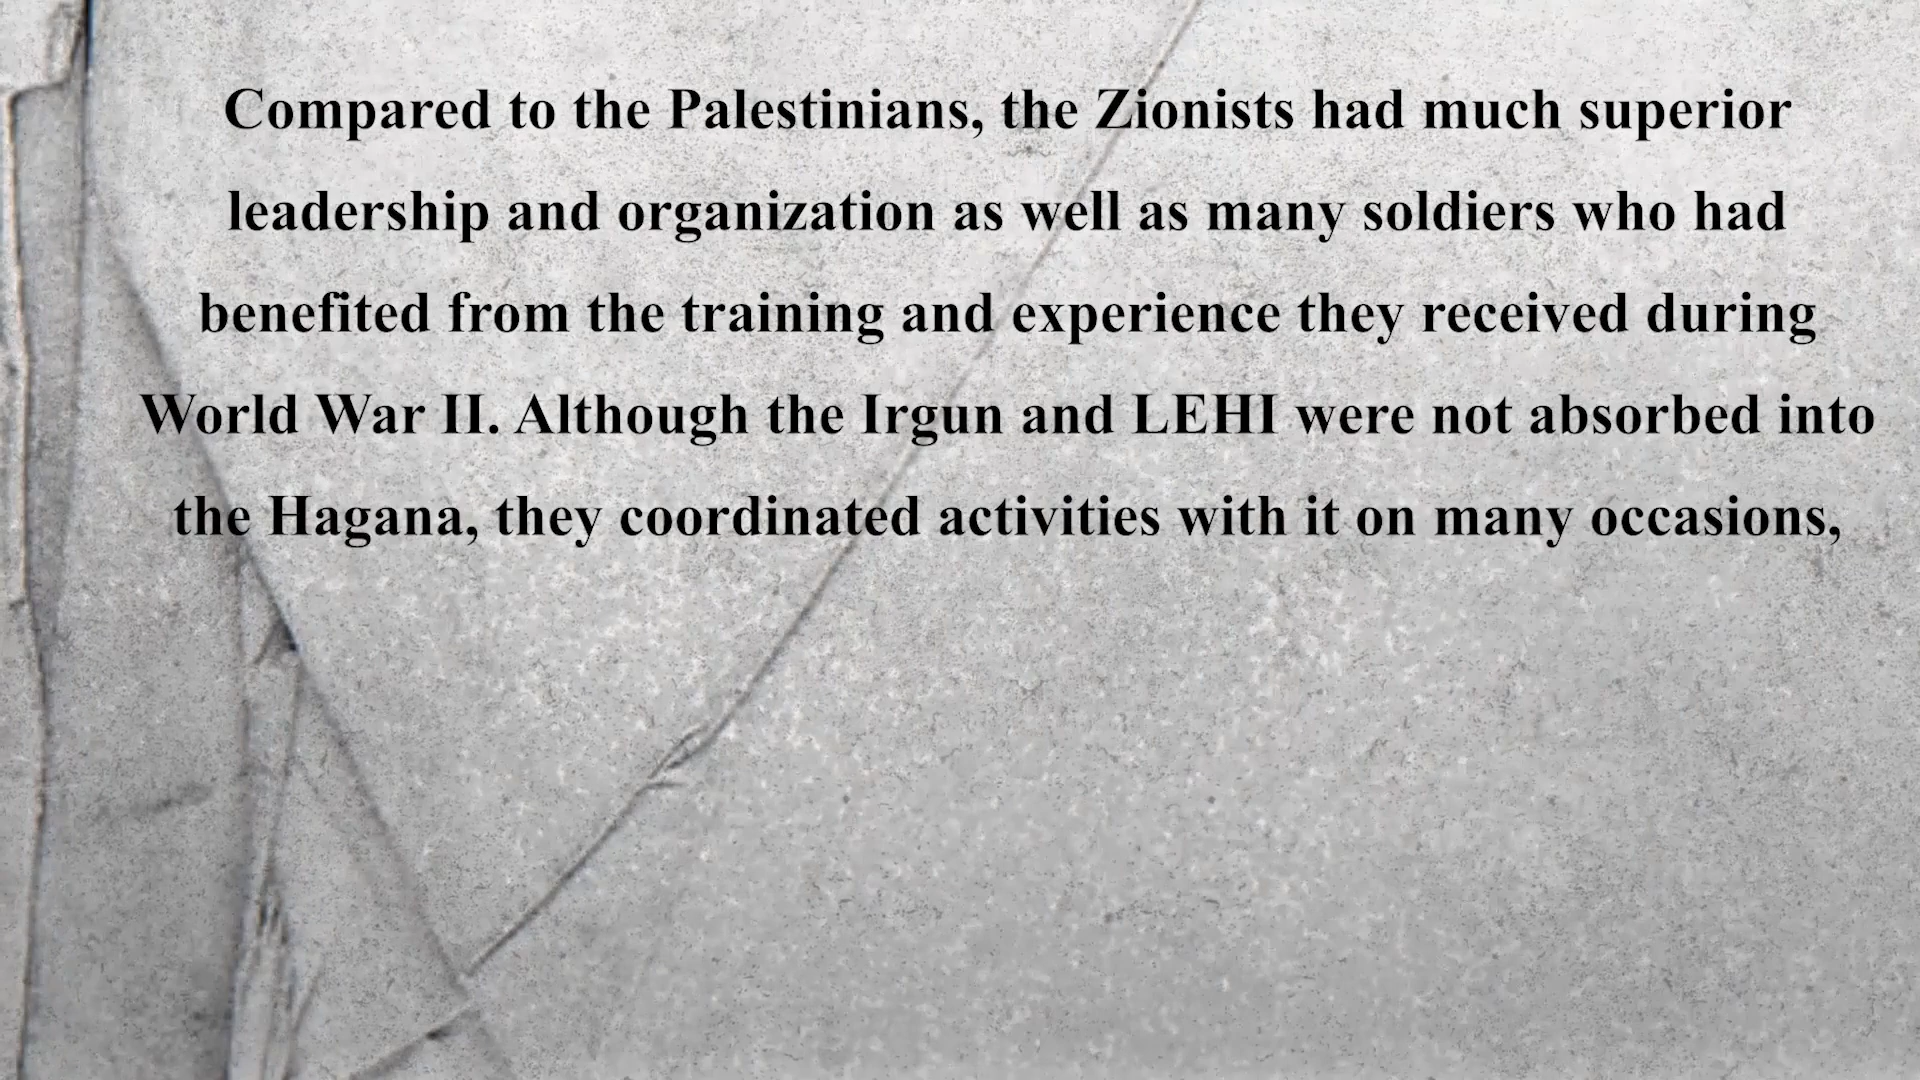 Compared to the Palestinians, the Zionists had much superior
leadership and organization as well as many soldiers who had
benefited from the training and experience they received during
World War II. Although the Irgun and LEHI were not absorbed into
the Hagana, they coordinated activities with it on many occasions,